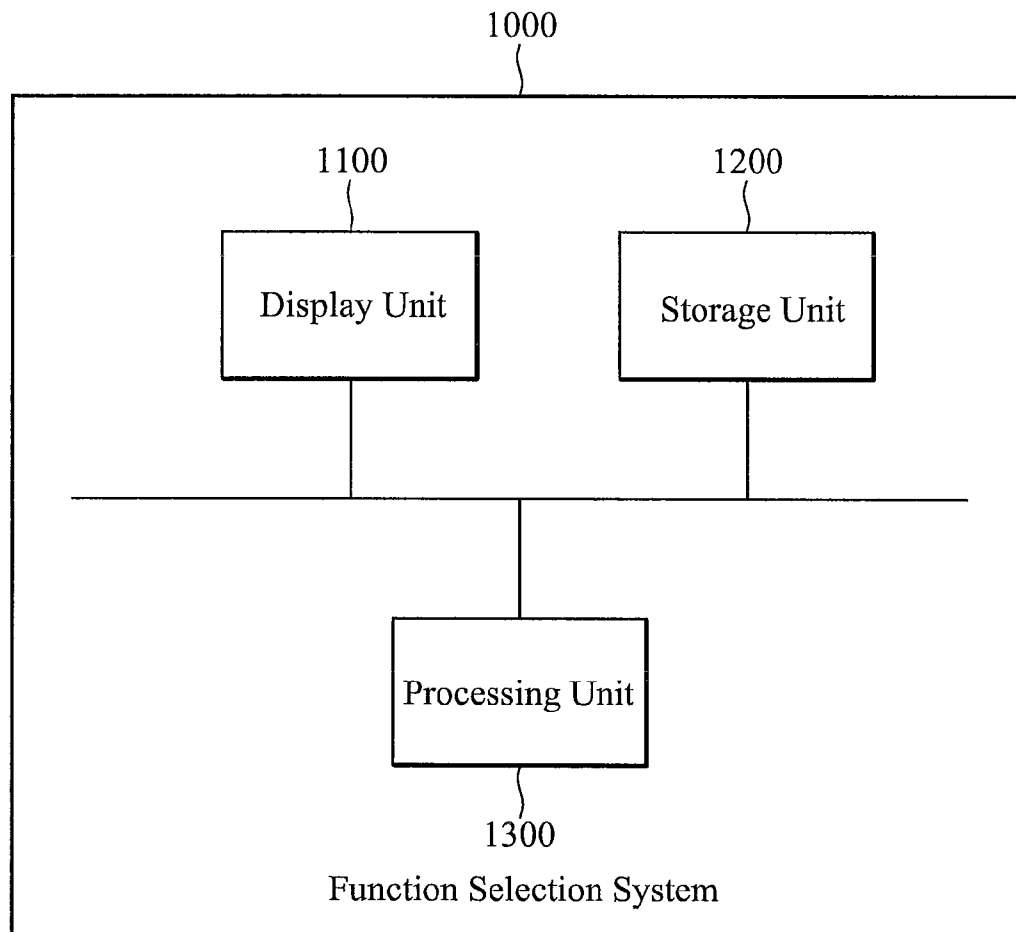 1000
1100
1200
Display Unit
Storage Unit
Processing Unit
1300
Function Selection System